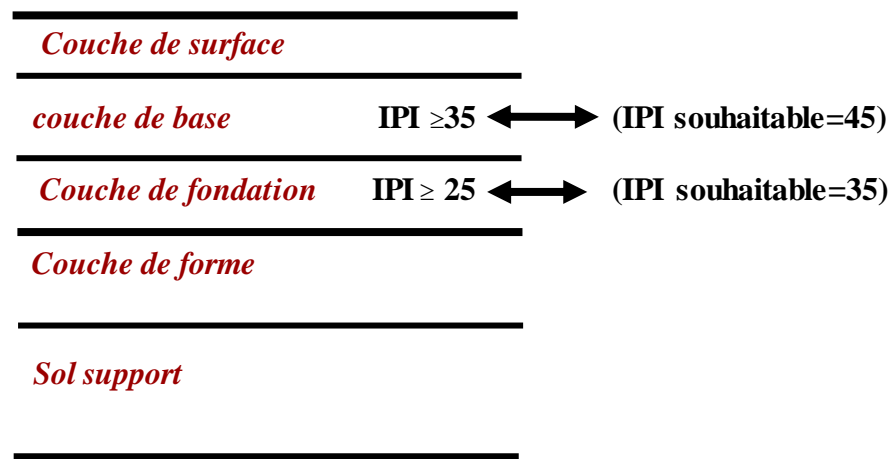 Couche de surface
couche de base IPI ≥35 (IPI souhaitable=45)
Couche de fondation IPI ≥ 25 (IPI souhaitable=35)
Couche de forme
Sol support